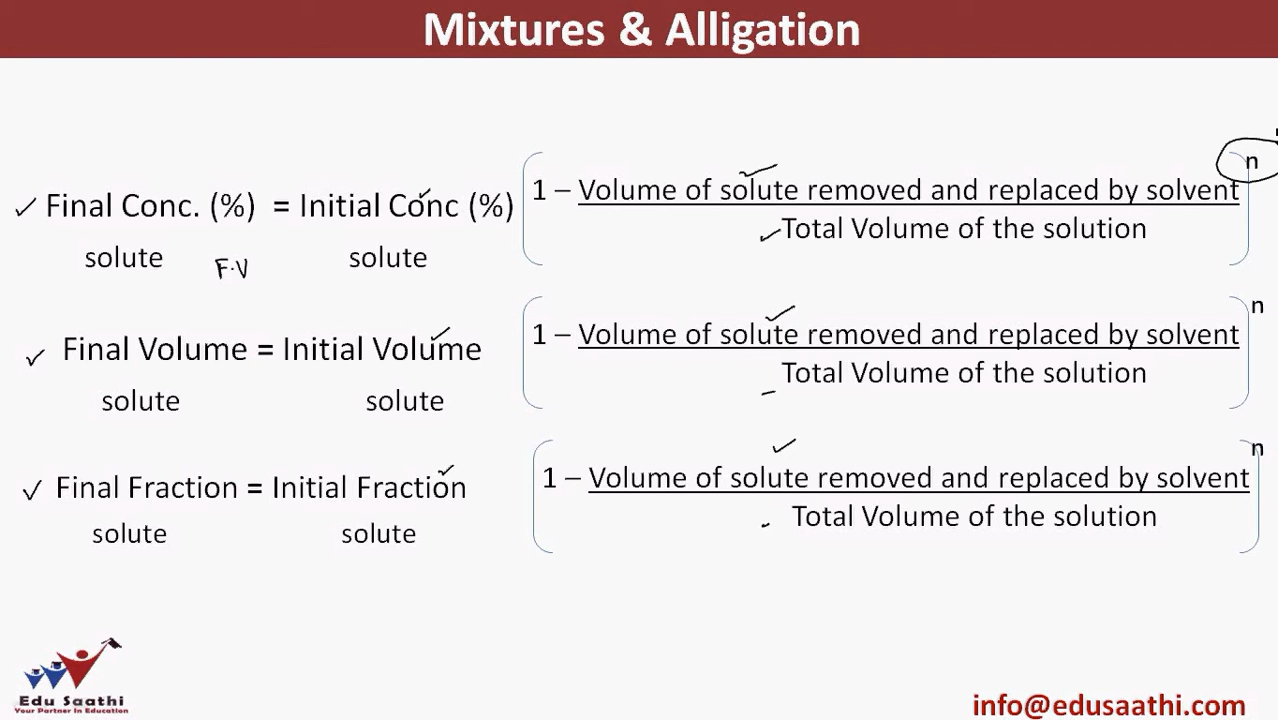 Mixtures & Alligation
n
Final Conc. (%) = Initial Conc (%) 1 – Volume of solute removed and replaced by solvent
Total Volume of the solution
solute F.V solute
n
Final Volume = Initial Volume 1 – Volume of solute removed and replaced by solvent
Total Volume of the solution
solute solute
n
Final Fraction = Initial Fraction 1 – Volume of solute removed and replaced by solvent
Total Volume of the solution
solute solute
Edu Saathi
Your Partner In Education
info@edusaathi.com